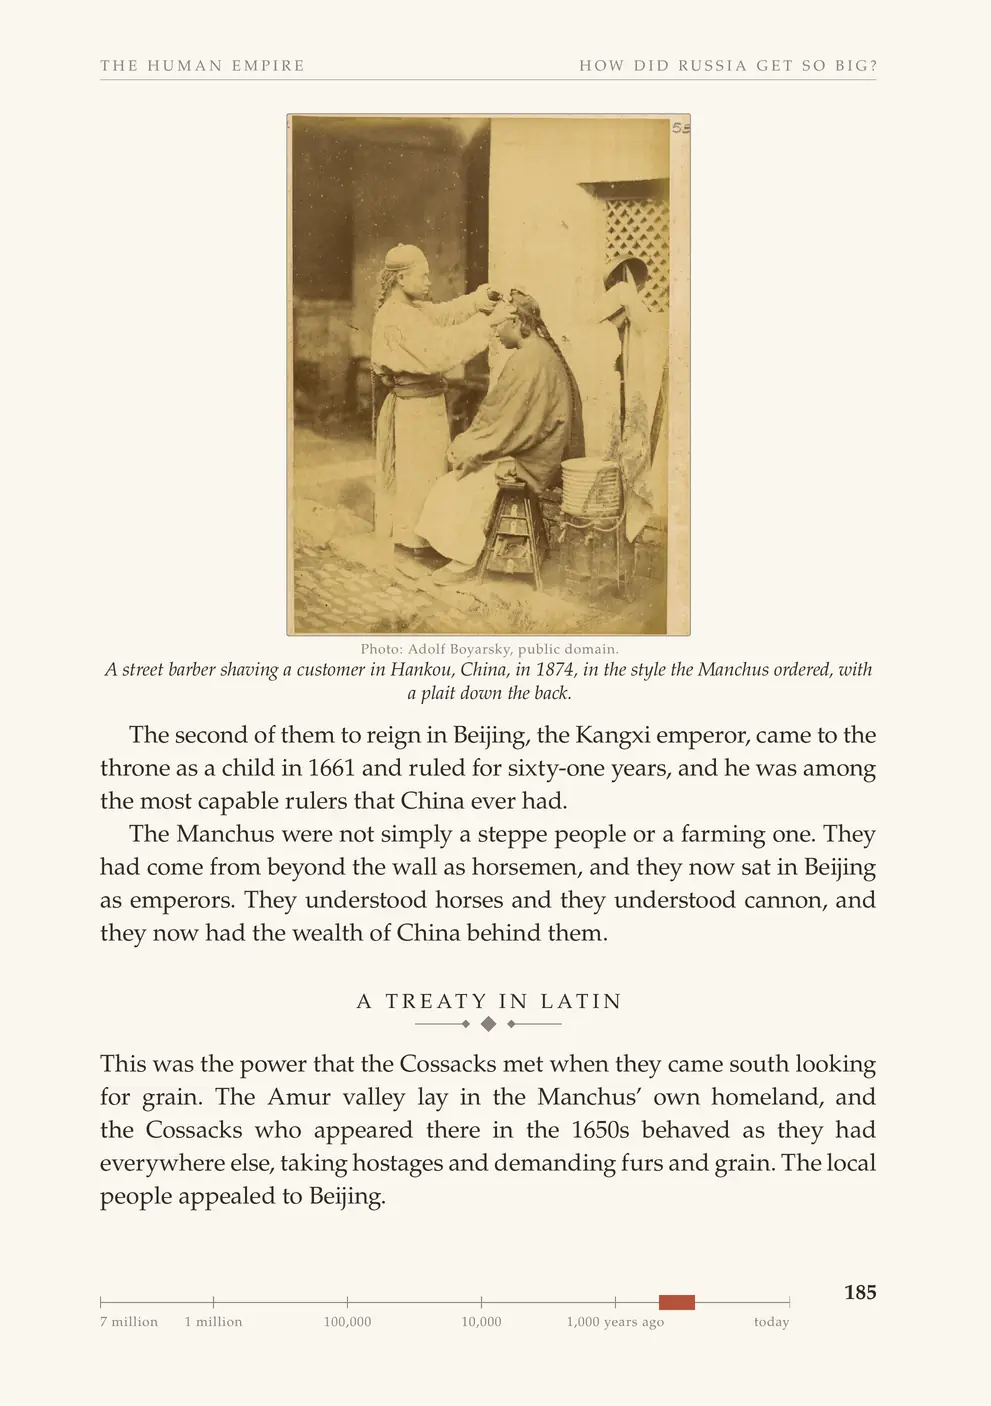 THE HUMAN EMPIRE
HOW DID RUSSIA GET SO BIG?
Photo: Adolf Boyarsky, public domain.
A street barber shaving a customer in Hankou, China, in 1874, in the style the Manchus ordered, with
a plait down the back.
The second of them to reign in Beijing, the Kangxi emperor, came to the
throne as a child in 1661 and ruled for sixty-one years, and he was among
the most capable rulers that China ever had.
The Manchus were not simply a steppe people or a farming one. They
had come from beyond the wall as horsemen, and they now sat in Beijing
as emperors. They understood horses and they understood cannon, and
they now had the wealth of China behind them.
A TREATY IN LATIN
This was the power that the Cossacks met when they came south looking
for grain. The Amur valley lay in the Manchus’ own homeland, and
the Cossacks who appeared there in the 1650s behaved as they had
everywhere else, taking hostages and demanding furs and grain. The local
people appealed to Beijing.
185
7 million 1 million 100,000 10,000 1,000 years ago today